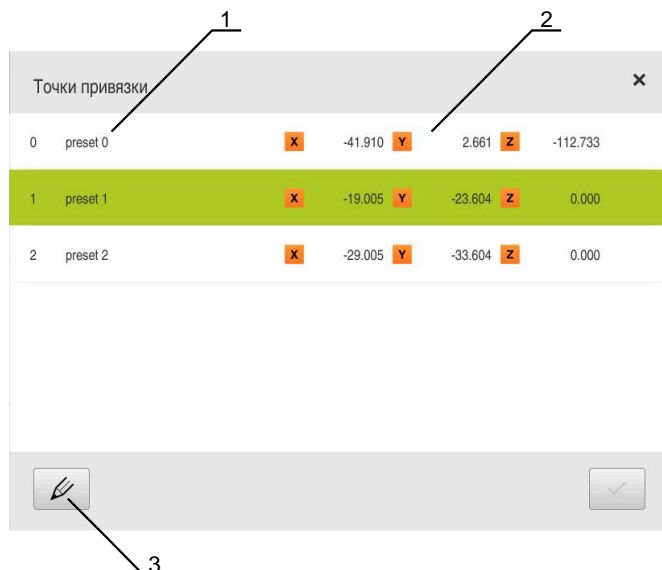 1 2
Точки привязки ×
0 preset 0 X -41.910 Y 2.661 Z -112.733
1 preset 1 X -19.005 Y -23.604 Z 0.000
2 preset 2 X -29.005 Y -33.604 Z 0.000
3